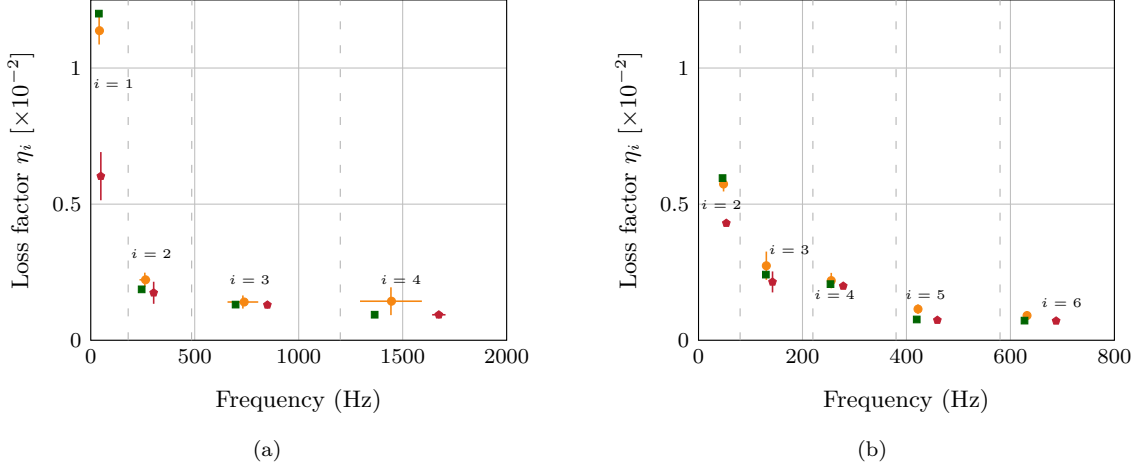 1
0.5
0
0
500
1000
1500
2000
Loss factor η_i [×10^−2]
Frequency (Hz)
i = 1
i = 2
i = 3
i = 4
(a)
1
0.5
0
0
200
400
600
800
Loss factor η_i [×10^−2]
Frequency (Hz)
i = 2
i = 3
i = 4
i = 5
i = 6
(b)